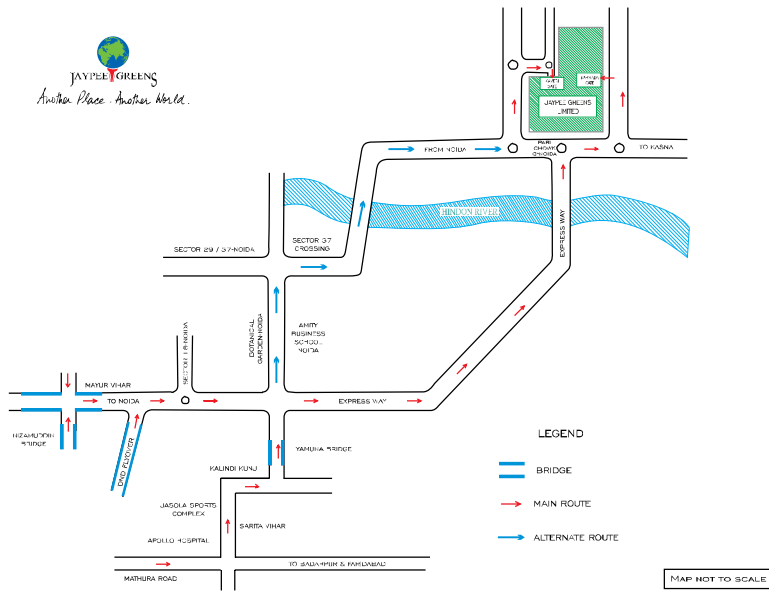 JAYPEE GREENS
Another Place. Another World.
GUEST
GATE
GATE
JAYPEE GREENS
LIMITED
FROM NOIDA
PARI
CHOWK
G-NOIDA
TO KASNA
HINDON RIVER
EXPRESS WAY
SECTOR 29 / 37-NOIDA
SECTOR 37
CROSSING
BOTANICAL
GARDEN-NOIDA
AMITY
BUSINESS
SCHOOL
NOIDA
SECTOR 18-NOIDA
MAYUR VIHAR
TO NOIDA
EXPRESS WAY
NIZAMUDDIN
BRIDGE
DND FLYOVER
YAMUNA BRIDGE
KALINDI KUNJ
JASOLA SPORTS
COMPLEX
SARITA VIHAR
APOLLO HOSPITAL
TO BADARPUR & FARIDABAD
MATHURA ROAD
LEGEND
BRIDGE
MAIN ROUTE
ALTERNATE ROUTE
MAP NOT TO SCALE